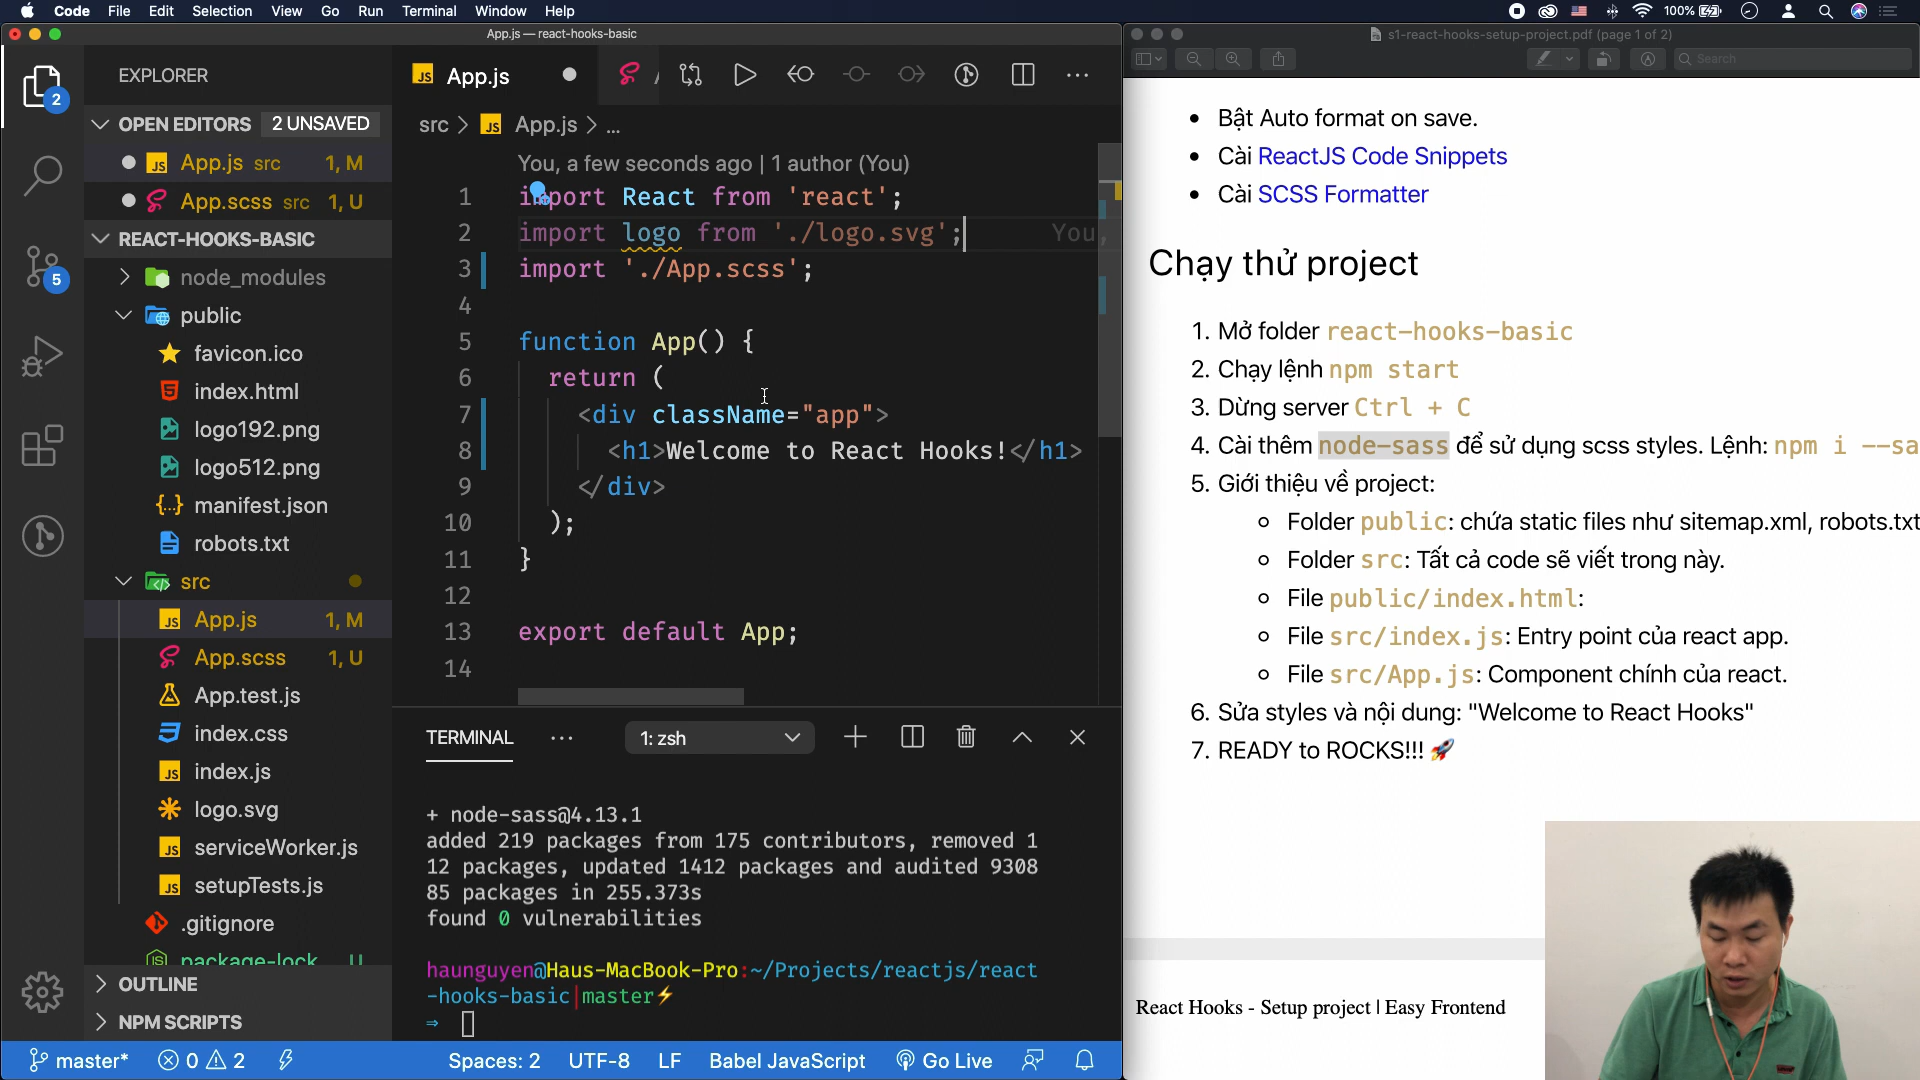 Code File Edit Selection View Go Run Terminal Window Help
100%
App.js — react-hooks-basic
EXPLORER
OPEN EDITORS 2 UNSAVED
App.js src 1, M
App.scss src 1, U
REACT-HOOKS-BASIC
node_modules
public
favicon.ico
index.html
logo192.png
logo512.png
manifest.json
robots.txt
src
App.js 1, M
App.scss 1, U
App.test.js
index.css
index.js
logo.svg
serviceWorker.js
setupTests.js
.gitignore
package-lock U
OUTLINE
NPM SCRIPTS
2
5
App.js
src > App.js > ...
You, a few seconds ago | 1 author (You)
1 import React from 'react';
2 import logo from './logo.svg'; You,
3 import './App.scss';
4
5 function App() {
6 return (
7 <div className="app">
8 <h1>Welcome to React Hooks!</h1>
9 </div>
10 );
11 }
12
13 export default App;
14
TERMINAL ... 1: zsh
+ node-sass@4.13.1
added 219 packages from 175 contributors, removed 1
12 packages, updated 1412 packages and audited 9308
85 packages in 255.373s
found 0 vulnerabilities
haunguyen@Haus-MacBook-Pro:~/Projects/reactjs/react
-hooks-basic|master⚡
⇒
master* 0 2 Spaces: 2 UTF-8 LF Babel JavaScript Go Live
s1-react-hooks-setup-project.pdf (page 1 of 2)
Search
• Bật Auto format on save.
• Cài ReactJS Code Snippets
• Cài SCSS Formatter
Chạy thử project
1. Mở folder react-hooks-basic
2. Chạy lệnh npm start
3. Dừng server Ctrl + C
4. Cài thêm node-sass để sử dụng scss styles. Lệnh: npm i --sa
5. Giới thiệu về project:
○ Folder public: chứa static files như sitemap.xml, robots.txt
○ Folder src: Tất cả code sẽ viết trong này.
○ File public/index.html:
○ File src/index.js: Entry point của react app.
○ File src/App.js: Component chính của react.
6. Sửa styles và nội dung: "Welcome to React Hooks"
7. READY to ROCKS!!! 🚀
React Hooks - Setup project | Easy Frontend